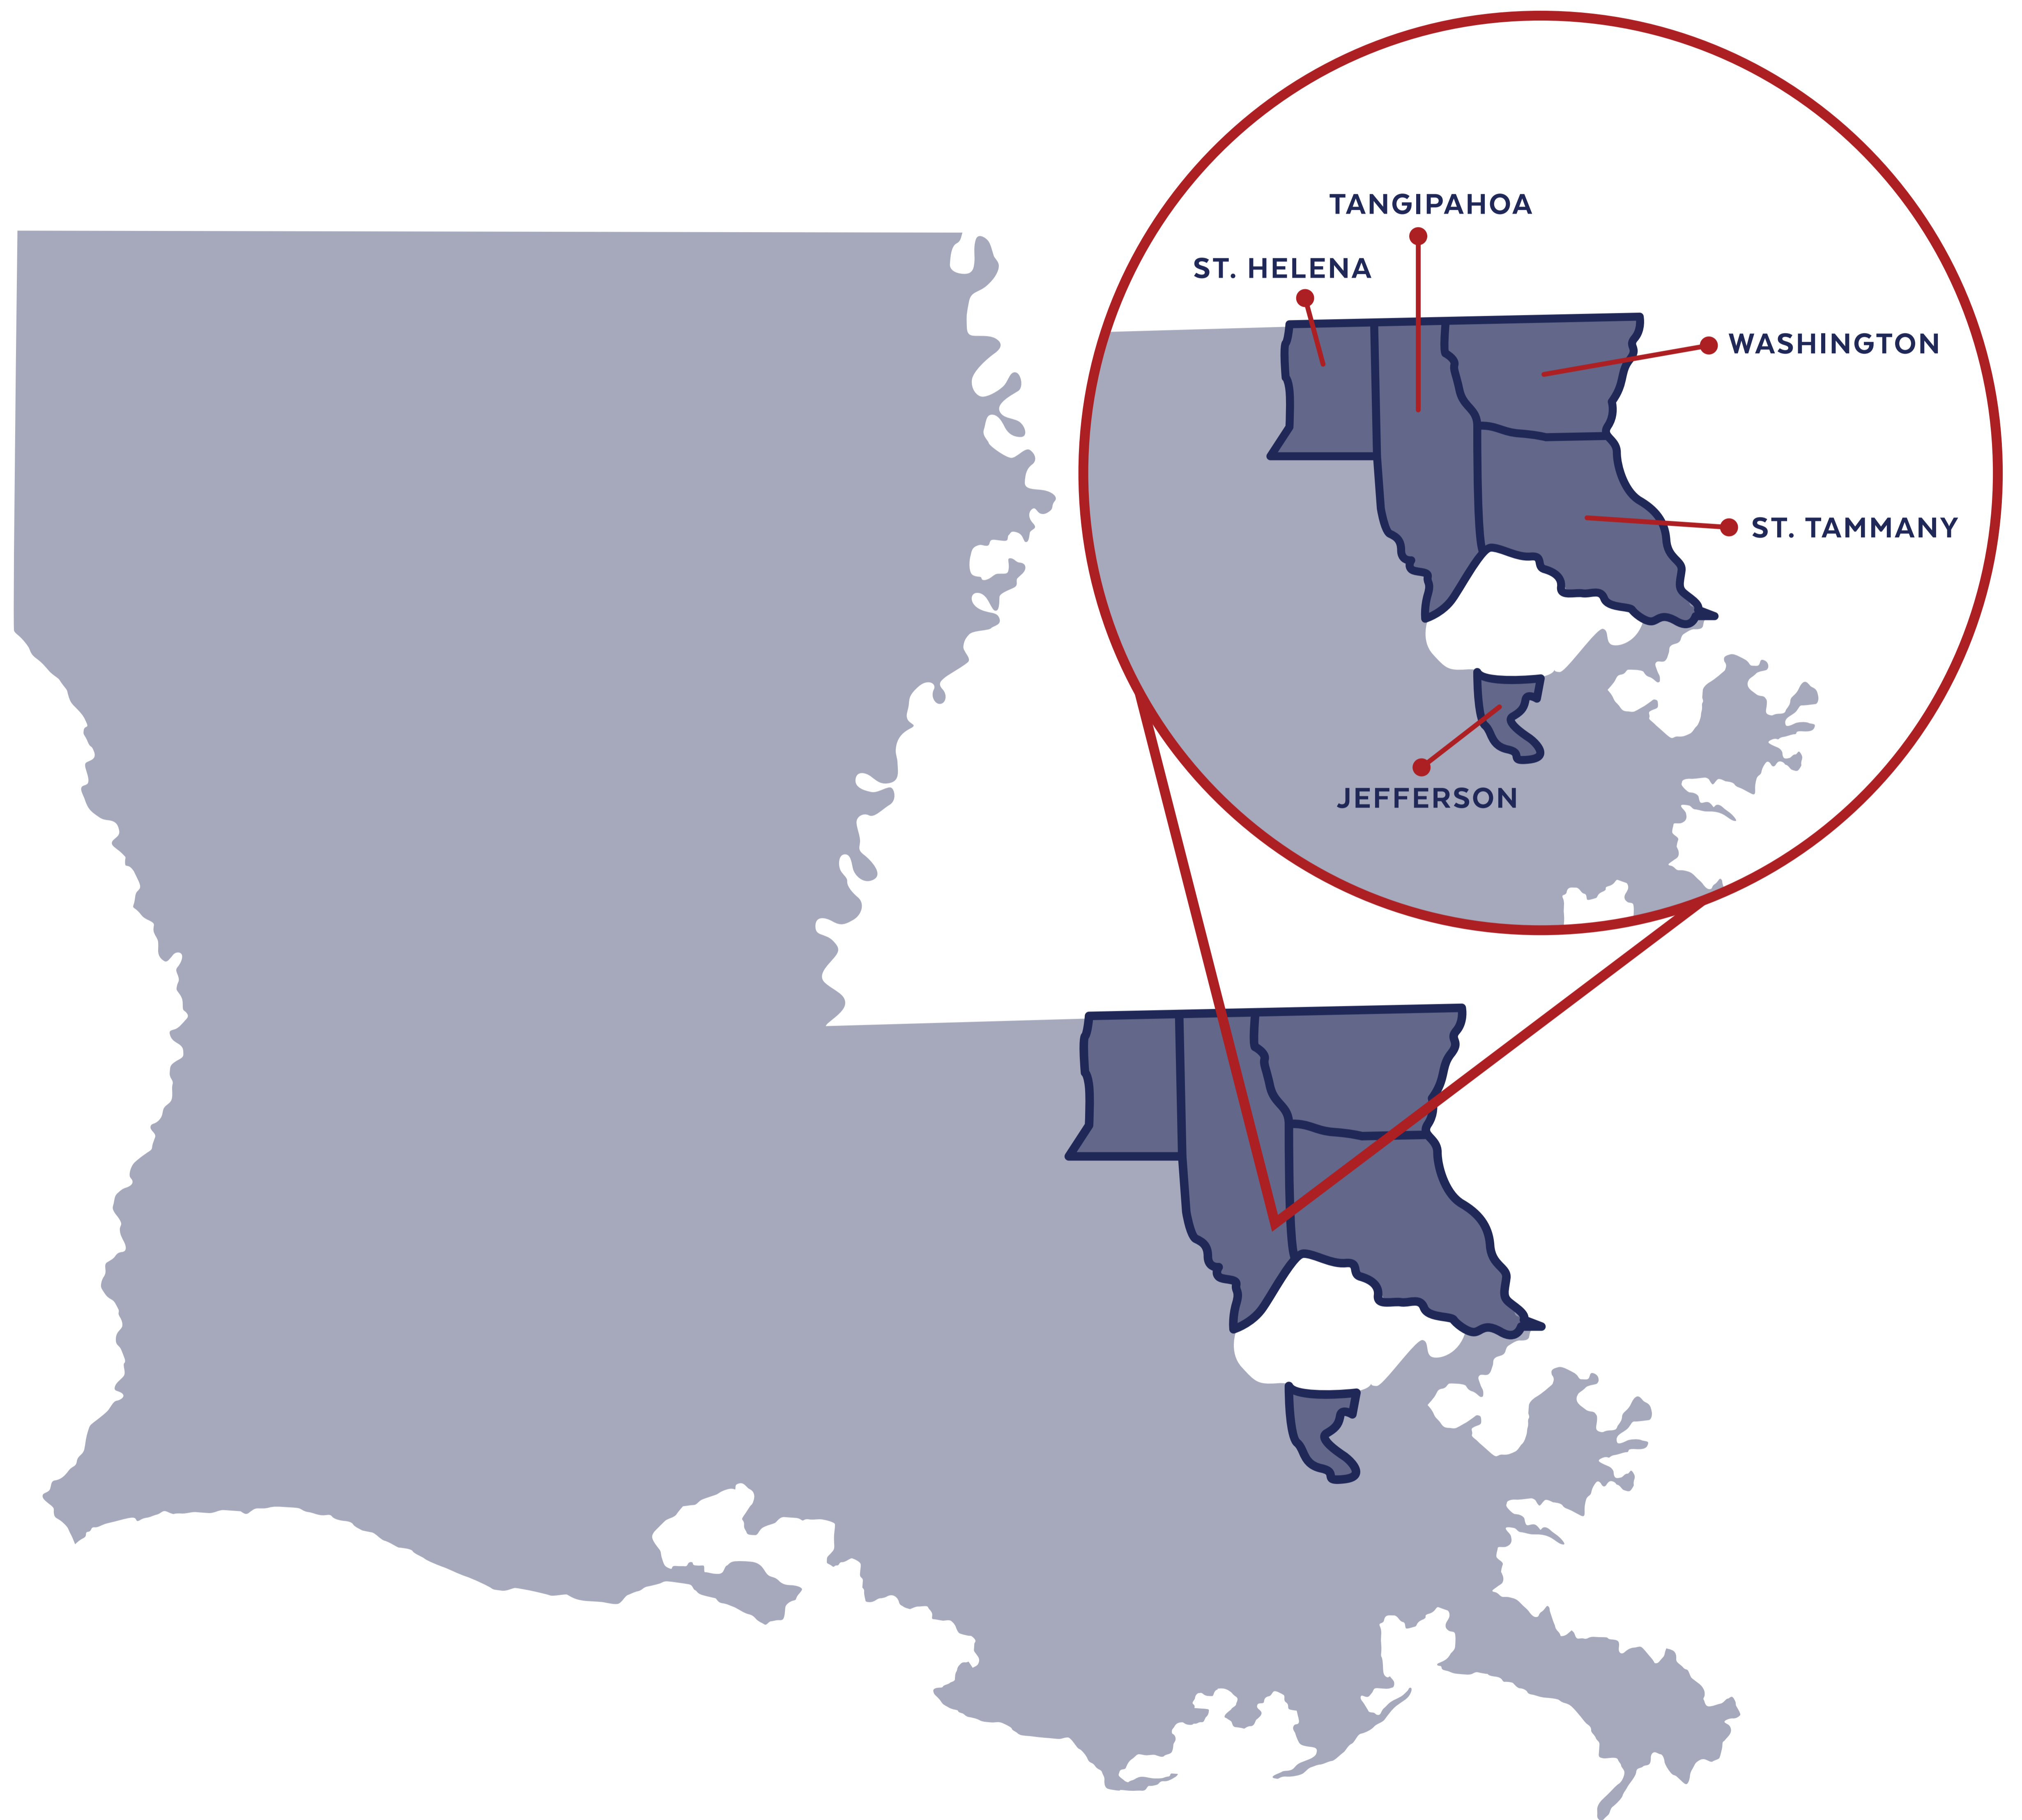 TANGIPAHOA
ST. HELENA
WASHINGTON
ST. TAMMANY
JEFFERSON